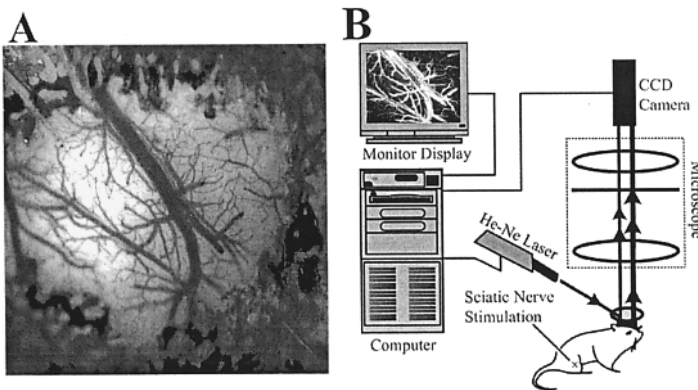 A
B
CCD
Camera
Monitor Display
Microscope
He-Ne Laser
Sciatic Nerve
Stimulation
x
Computer